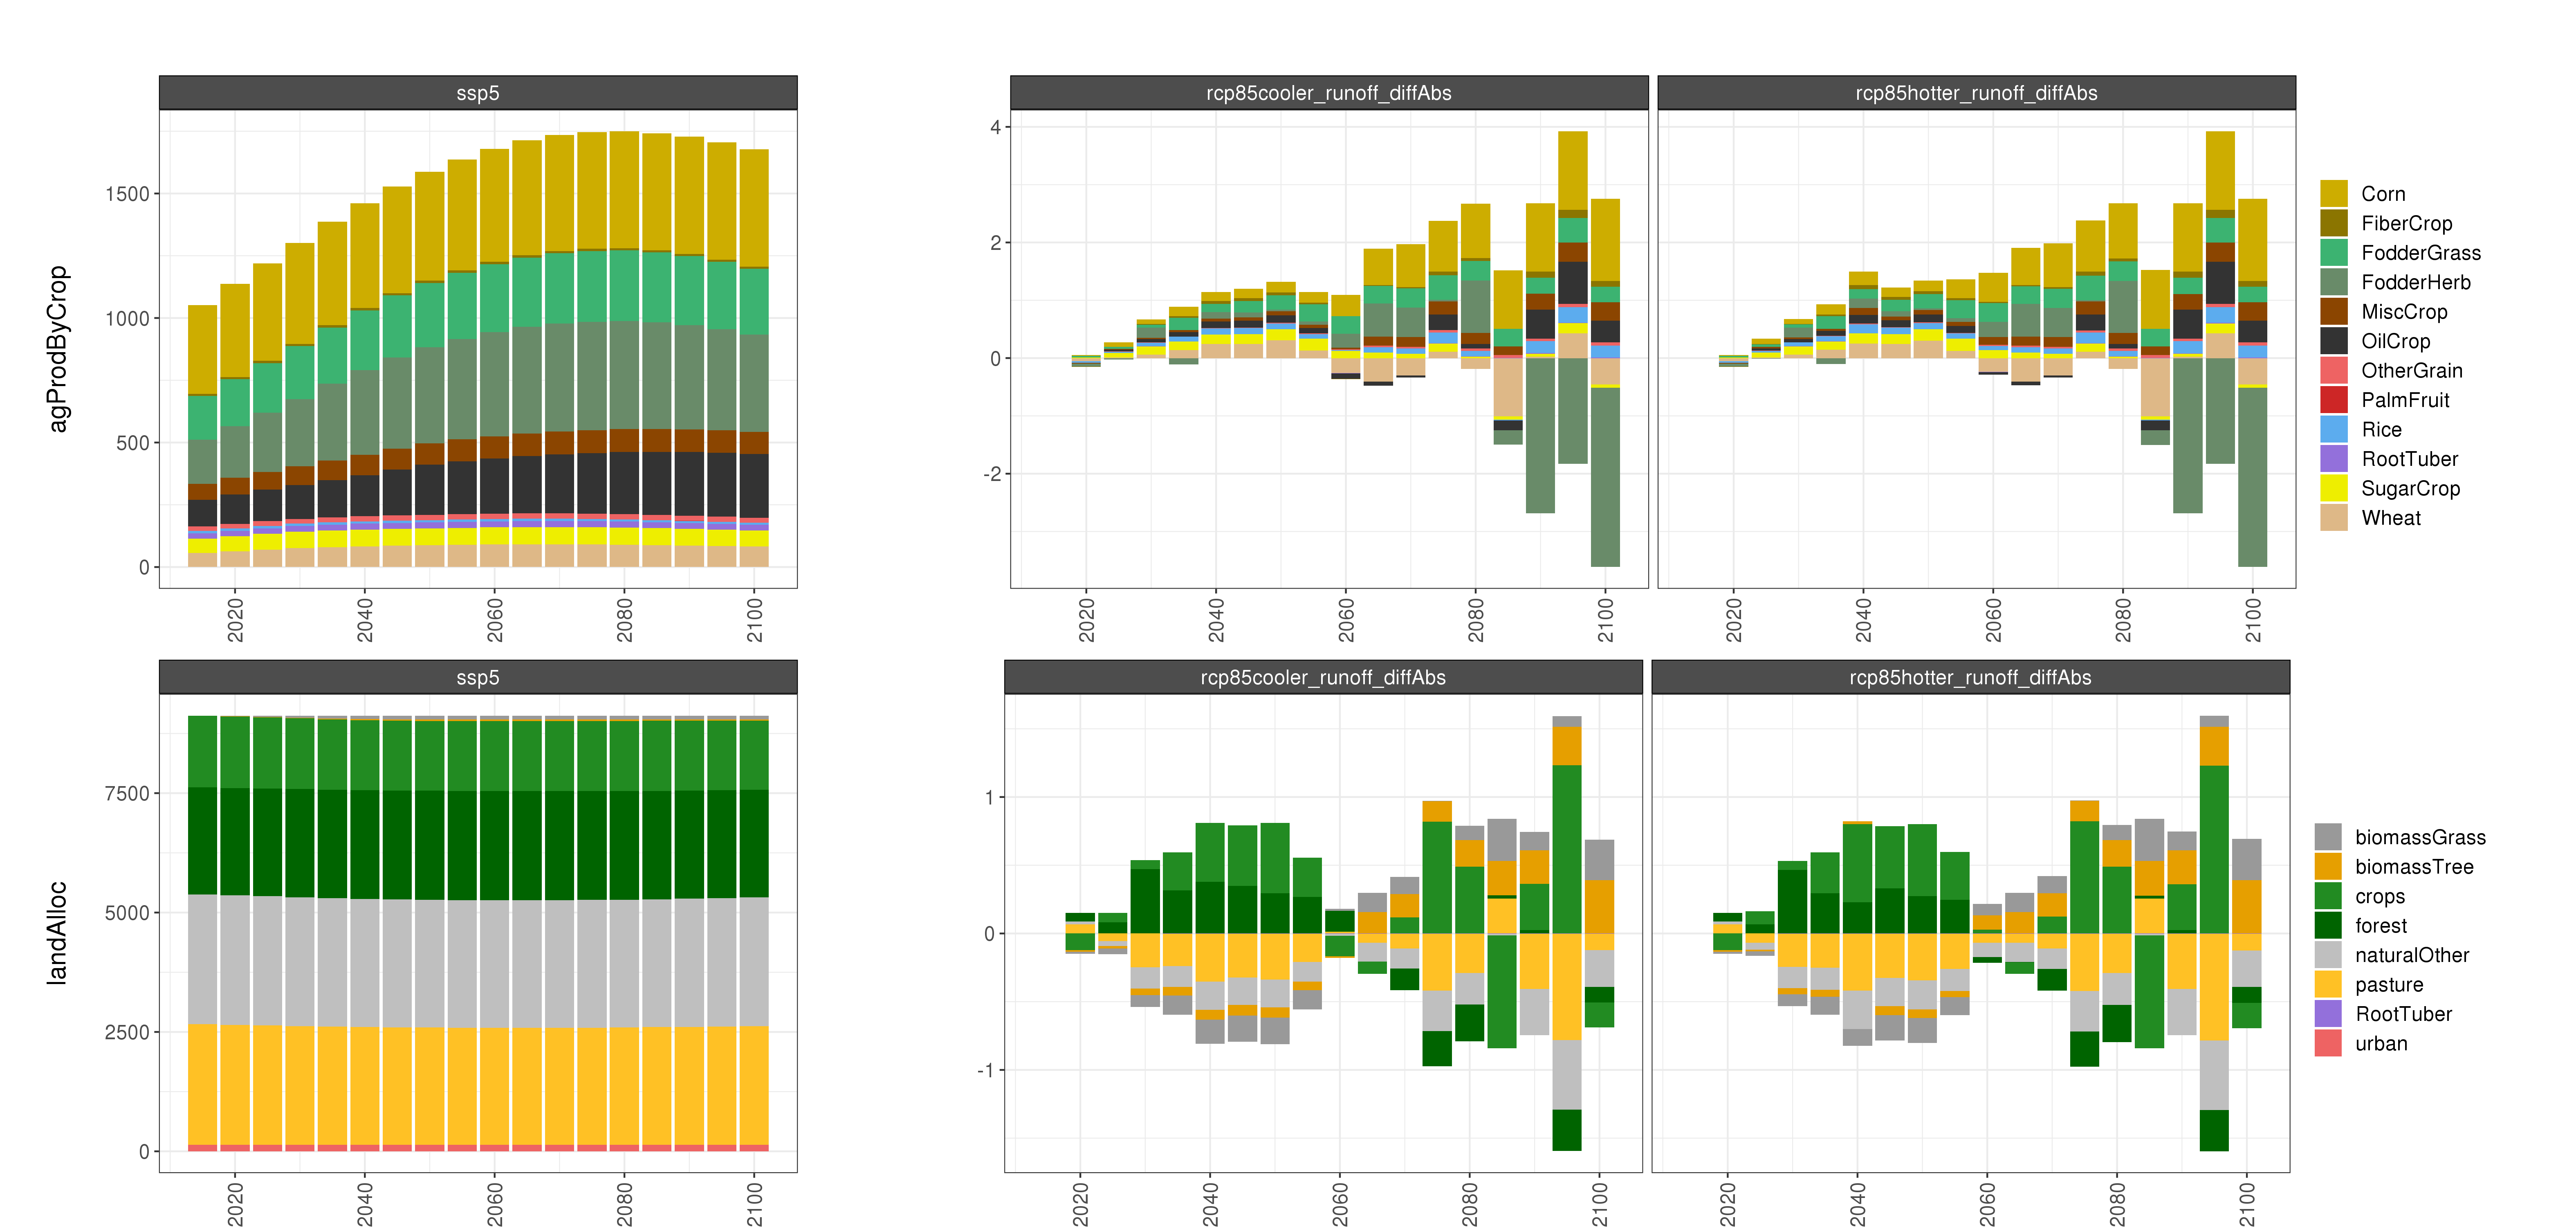 ssp5
rcp85cooler_runoff_diffAbs
rcp85hotter_runoff_diffAbs
agProdByCrop
1500
1000
500
0
4
2
0
-2
2020
2040
2060
2080
2100
2020
2040
2060
2080
2100
2020
2040
2060
2080
2100
Corn
FiberCrop
FodderGrass
FodderHerb
MiscCrop
OilCrop
OtherGrain
PalmFruit
Rice
RootTuber
SugarCrop
Wheat
ssp5
rcp85cooler_runoff_diffAbs
rcp85hotter_runoff_diffAbs
landAlloc
7500
5000
2500
0
1
0
-1
2020
2040
2060
2080
2100
2020
2040
2060
2080
2100
2020
2040
2060
2080
2100
biomassGrass
biomassTree
crops
forest
naturalOther
pasture
RootTuber
urban